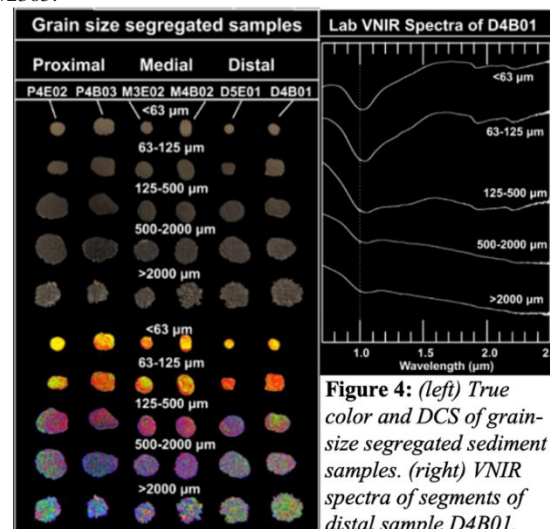 Grain size segregated samples
Proximal Medial Distal
P4E02 P4B03 M3E02 M4B02 D5E01 D4B01
<63 µm
63-125 µm
125-500 µm
500-2000 µm
>2000 µm
<63 µm
63-125 µm
125-500 µm
500-2000 µm
>2000 µm
Lab VNIR Spectra of D4B01
<63 µm
63-125 µm
125-500 µm
500-2000 µm
>2000 µm
1.0 1.5 2.0 2.
Wavelength (µm)
Figure 4: (left) True
color and DCS of grain-
size segregated sediment
samples. (right) VNIR
spectra of segments of
distal sample D4B01